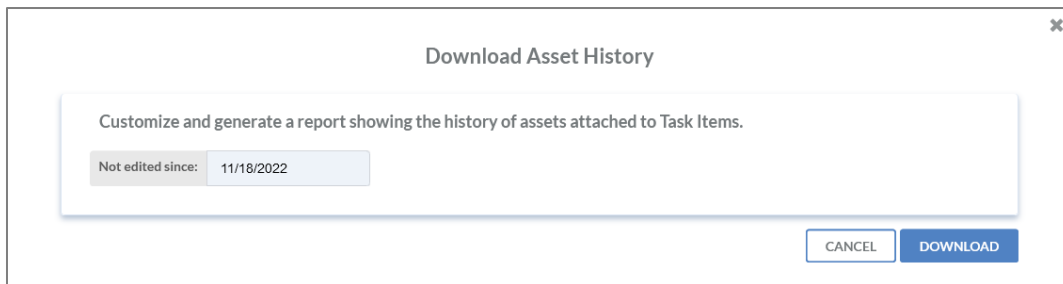 Download Asset History
Customize and generate a report showing the history of assets attached to Task Items.
Not edited since: 11/18/2022
CANCEL DOWNLOAD